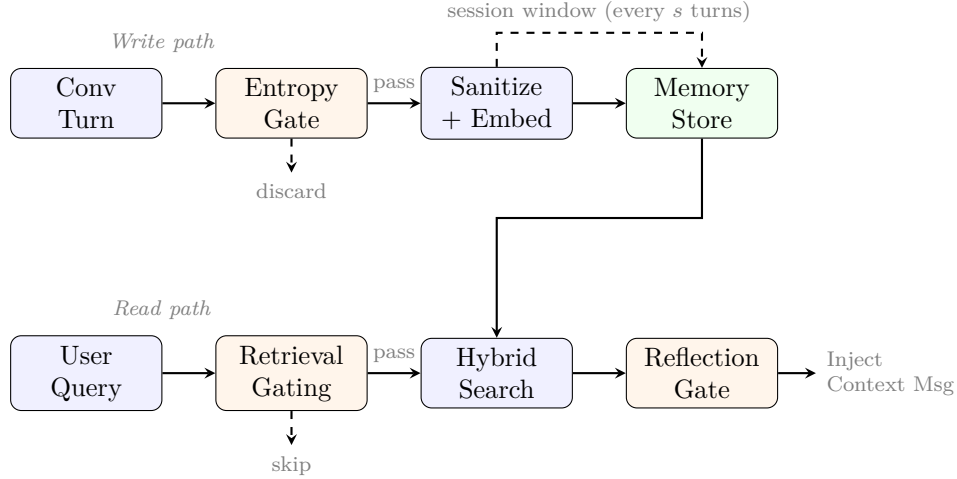 session window (every s turns)
Write path
Conv
Turn
Entropy
Gate
pass
Sanitize
+ Embed
Memory
Store
discard
Read path
User
Query
Retrieval
Gating
pass
Hybrid
Search
Reflection
Gate
Inject
Context Msg
skip